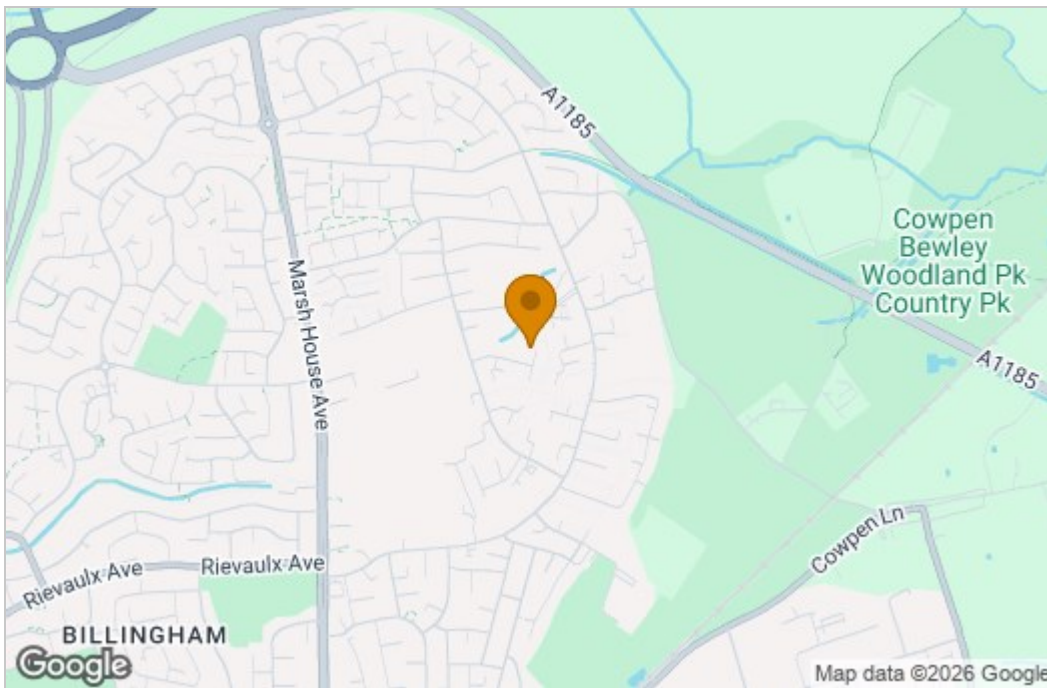 A1185
Cowpen
Bewley
Woodland Pk
Country Pk
Marsh House Ave
A1185
Cowpen Ln
Rievaulx Ave
Rievaulx Ave
BILLINGHAM
Google
Map data ©2026 Google